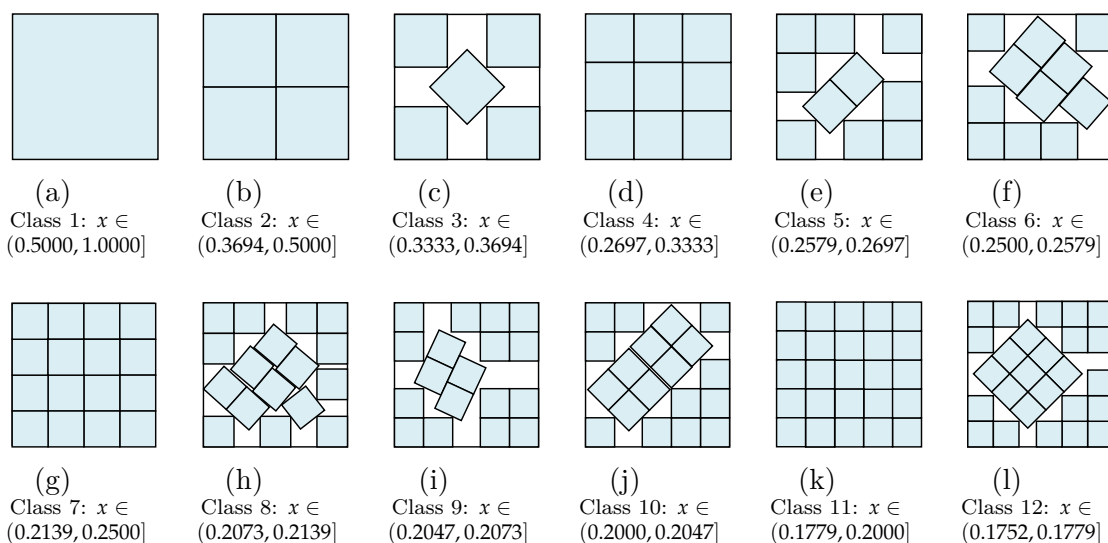 (a) (b) (c) (d) (e) (f)
Class 1: x ∈ Class 2: x ∈ Class 3: x ∈ Class 4: x ∈ Class 5: x ∈ Class 6: x ∈
(0.5000, 1.0000] (0.3694, 0.5000] (0.3333, 0.3694] (0.2697, 0.3333] (0.2579, 0.2697] (0.2500, 0.2579]
(g) (h) (i) (j) (k) (l)
Class 7: x ∈ Class 8: x ∈ Class 9: x ∈ Class 10: x ∈ Class 11: x ∈ Class 12: x ∈
(0.2139, 0.2500] (0.2073, 0.2139] (0.2047, 0.2073] (0.2000, 0.2047] (0.1779, 0.2000] (0.1752, 0.1779]